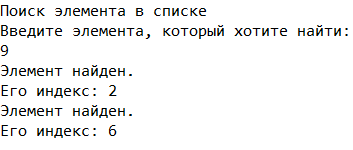 Поиск элемента в списке
Введите элемента, который хотите найти:
9
Элемент найден.
Его индекс: 2
Элемент найден.
Его индекс: 6